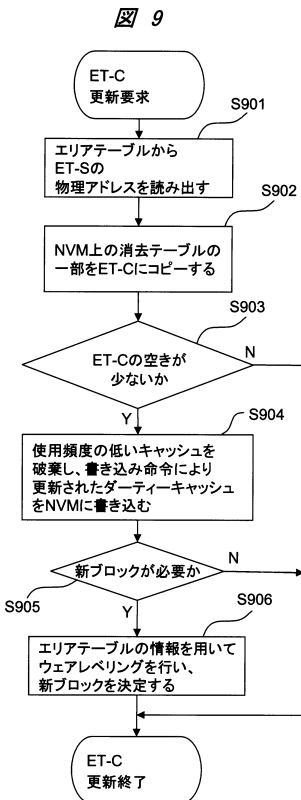 図 9
ET-C
更新要求
S901
エリアテーブルから
ET-Sの
物理アドレスを読み出す
S902
NVM上の消去テーブルの
一部をET-Cにコピーする
S903
ET-Cの空きが
少ないか
N
Y
S904
使用頻度の低いキャッシュを
破棄し、書き込み命令により
更新されたダーティーキャッシュ
をNVMに書き込む
新ブロックが必要か
N
S905
Y
S906
エリアテーブルの情報を用いて
ウェアレベリングを行い、
新ブロックを決定する
ET-C
更新終了